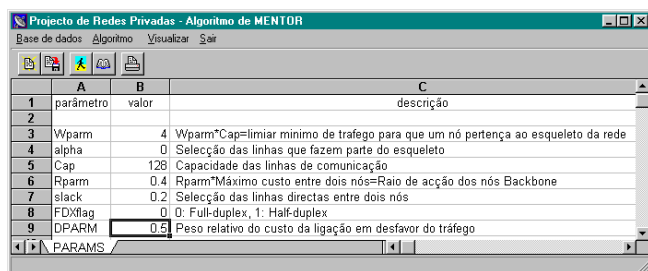 Projecto de Redes Privadas - Algoritmo de MENTOR
Base de dados Algoritmo Visualizar Sair
A B C
1 parâmetro valor descrição
2
3 Wparm 4 Wparm*Cap=limiar minimo de trafego para que um nó pertença ao esqueleto da rede
4 alpha 0 Selecção das linhas que fazem parte do esqueleto
5 Cap 128 Capacidade das linhas de comunicação
6 Rparm 0.4 Rparm*Máximo custo entre dois nós=Raio de acção dos nós Backbone
7 slack 0.2 Selecção das linhas directas entre dois nós
8 FDXflag 0 0: Full-duplex, 1: Half-duplex
9 DPARM 0.5 Peso relativo do custo da ligação em desfavor do tráfego
PARAMS